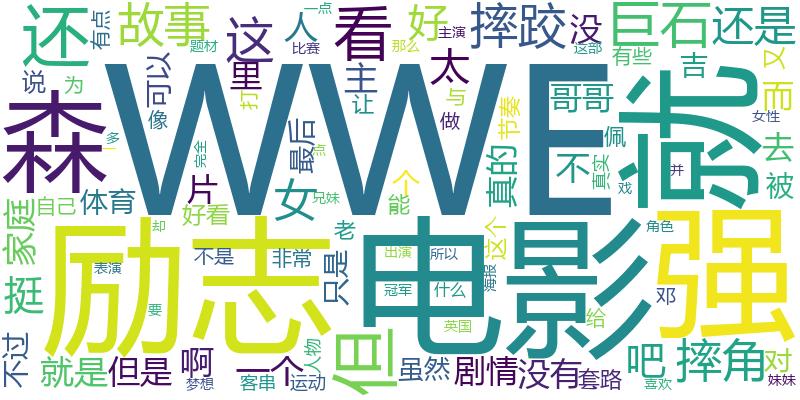 还
有点
故事
这
人
一点
看
好
主演
摔跤
没
巨石
还是
题材
比赛
那么
这部
有些
吉
又
说
为
可以
里
主
太
而
森
WWE
就
像
打
让
与
节奏
哥哥
佩
女性
多
一
完全
最后
点
做
真的
不
真实
并
戏
去
被
片
女
兄妹
个
能
体育
好看
自己
家庭
却
老
这个
角色
励志
电影
强
不是
非常
只是
出演
所以
海报
挺
表演
要
冠军
什么
英国
给
邓
不过
就是
但是
啊
梦想
一个
客串
运动
人物
但
虽然
剧情
没有
套路
吧
喜欢
摔角
对
妹妹